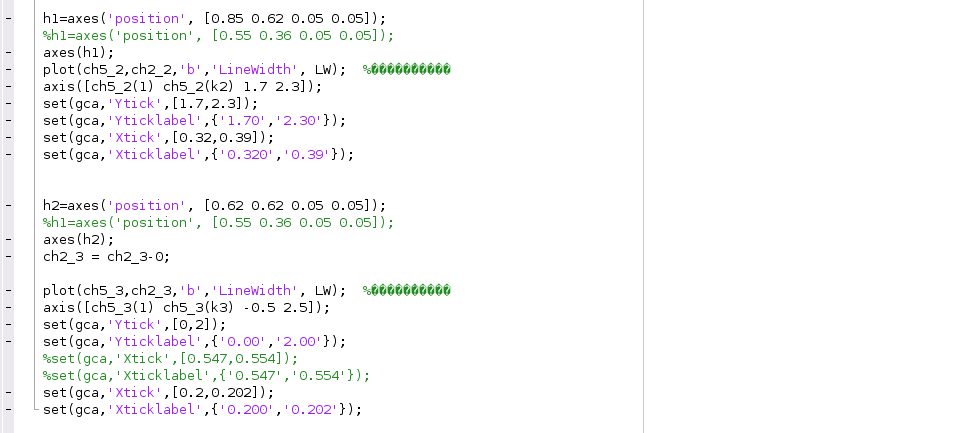 h1=axes('position', [0.85 0.62 0.05 0.05]);
%h1=axes('position', [0.55 0.36 0.05 0.05]);
axes(h1);
plot(ch5_2,ch2_2,'b','LineWidth', LW);  %������������
axis([ch5_2(1) ch5_2(k2) 1.7 2.3]);
set(gca,'Ytick',[1.7,2.3]);
set(gca,'Yticklabel',{'1.70','2.30'});
set(gca,'Xtick',[0.32,0.39]);
set(gca,'Xticklabel',{'0.320','0.39'});
h2=axes('position', [0.62 0.62 0.05 0.05]);
%h1=axes('position', [0.55 0.36 0.05 0.05]);
axes(h2);
ch2_3 = ch2_3-0;
plot(ch5_3,ch2_3,'b','LineWidth', LW);  %������������
axis([ch5_3(1) ch5_3(k3) -0.5 2.5]);
set(gca,'Ytick',[0,2]);
set(gca,'Yticklabel',{'0.00','2.00'});
%set(gca,'Xtick',[0.547,0.554]);
%set(gca,'Xticklabel',{'0.547','0.554'});
set(gca,'Xtick',[0.2,0.202]);
set(gca,'Xticklabel',{'0.200','0.202'});